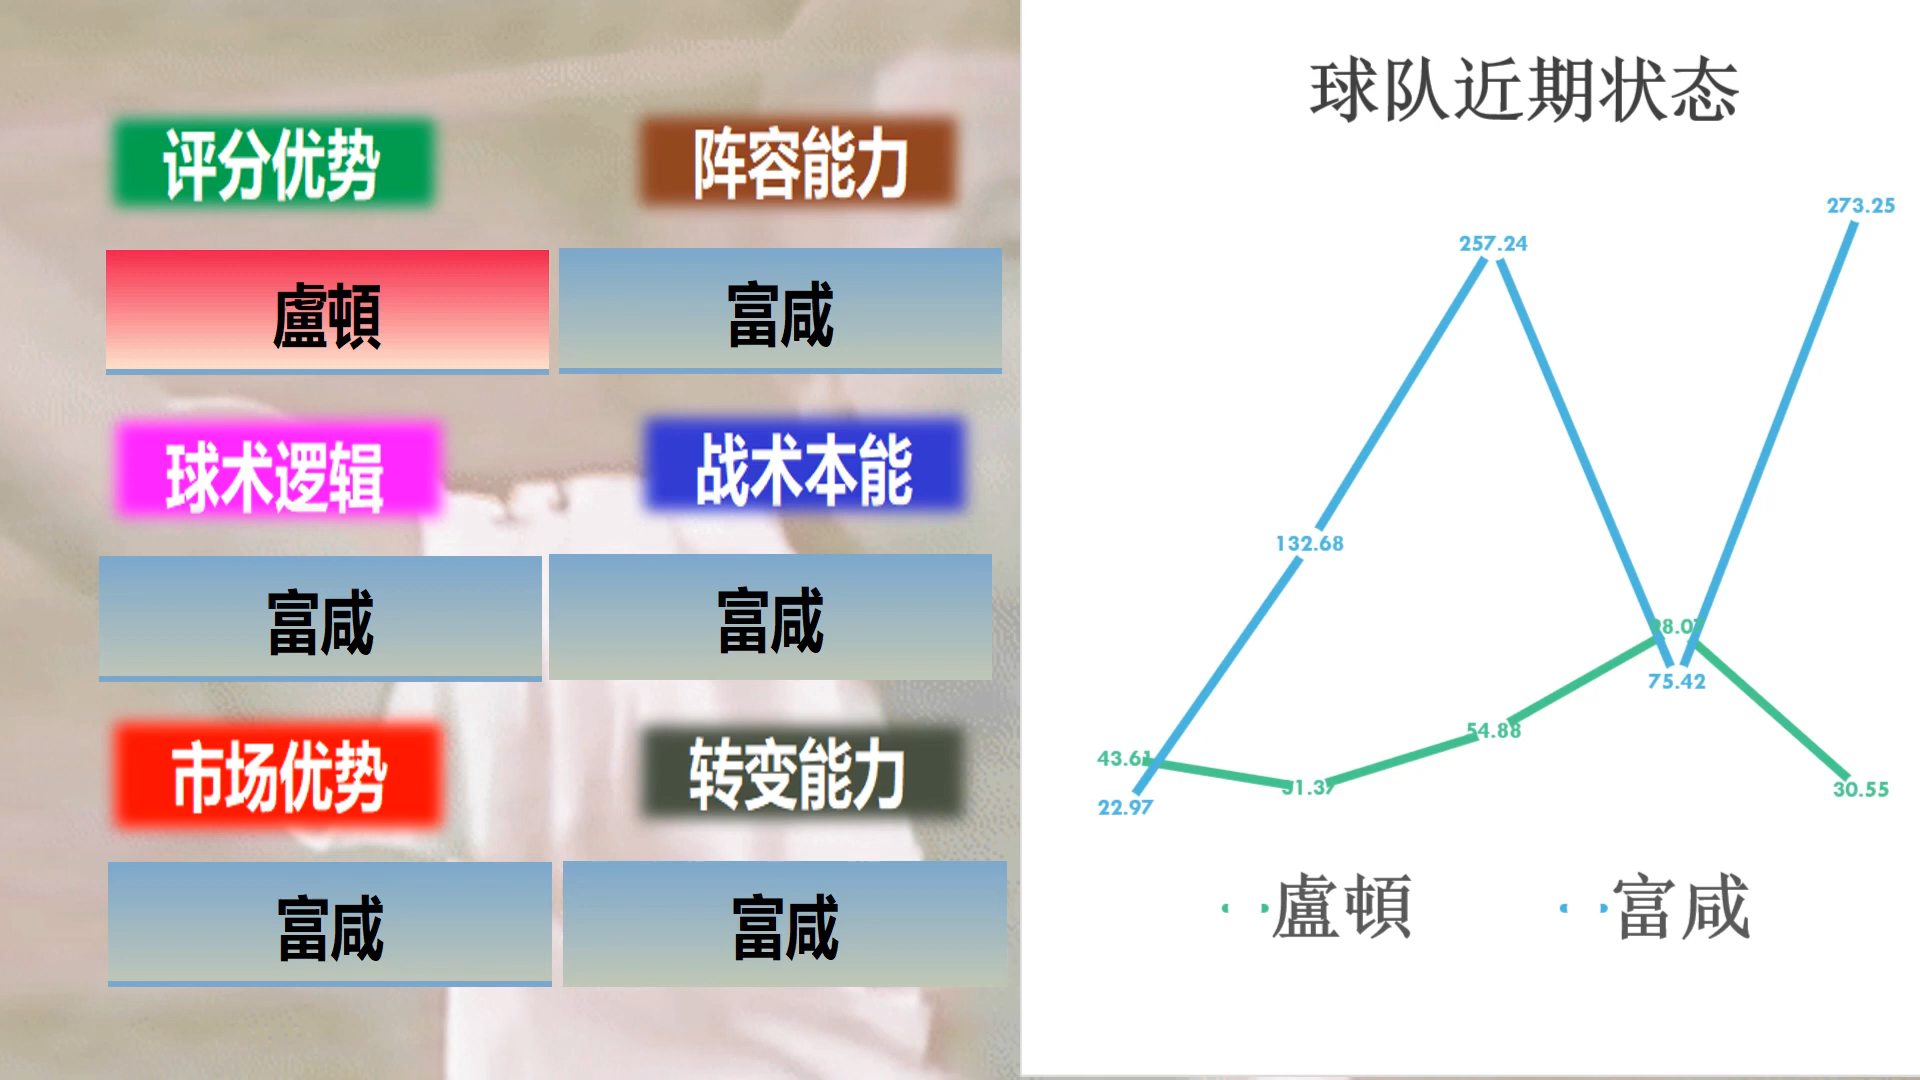 评分优势
阵容能力
盧頓
富咸
球术逻辑
战术本能
富咸
富咸
市场优势
转变能力
富咸
富咸
球队近期状态
273.25
257.24
132.68
75.42
54.88
43.61
22.97
30.55
盧頓
富咸